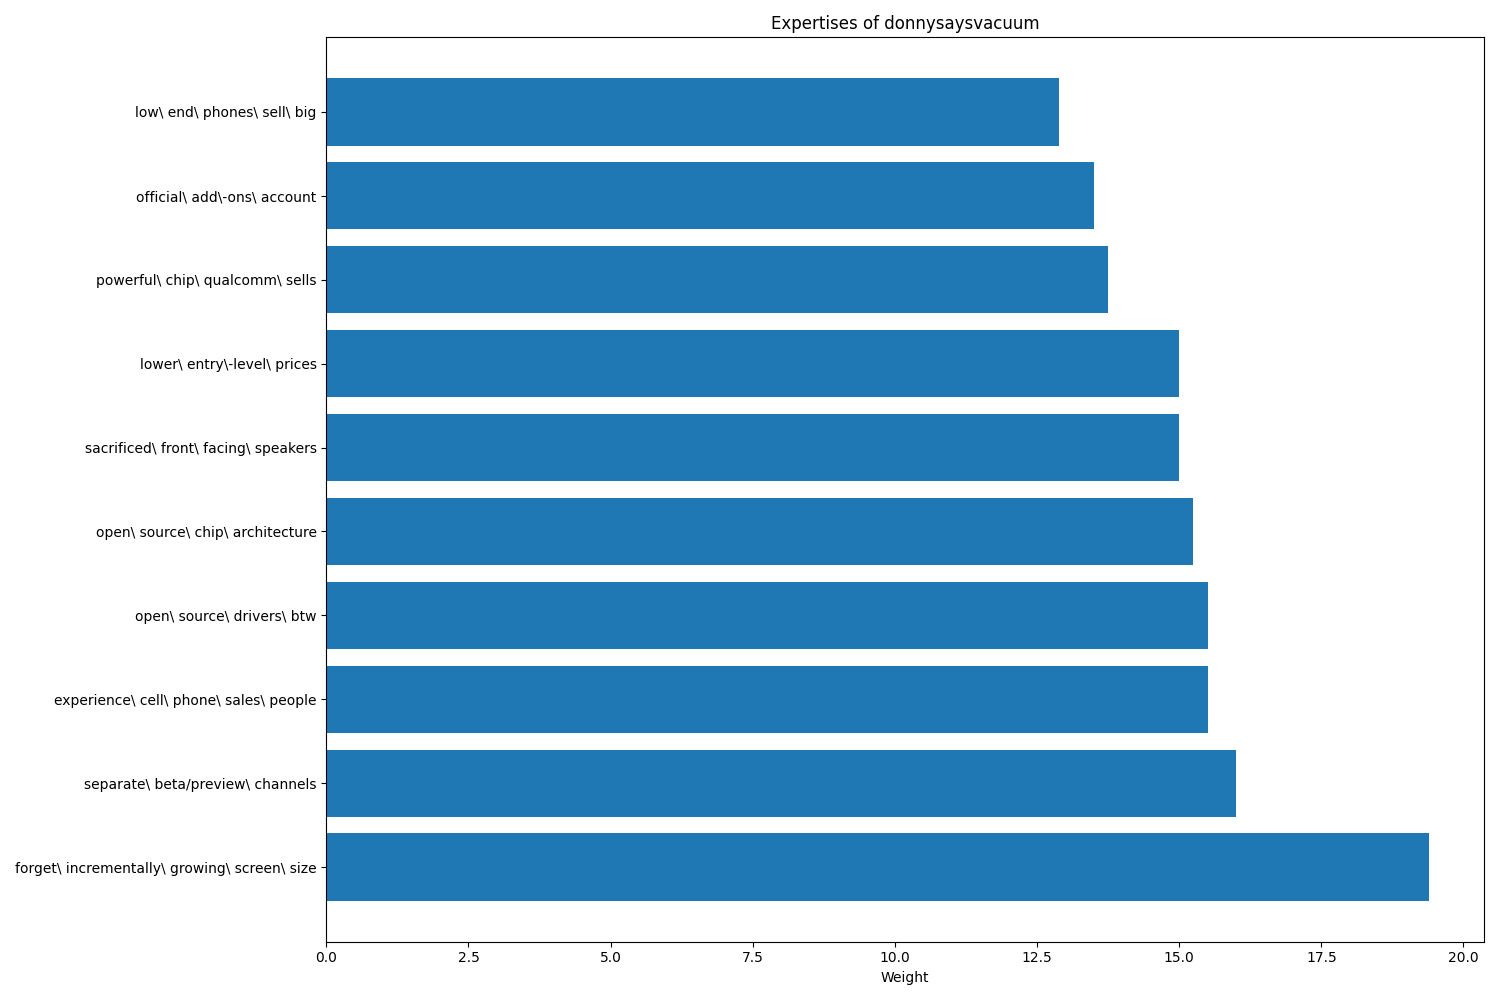 Expertises of donnysaysvacuum
low\ end\ phones\ sell\ big
official\ add\-ons\ account
powerful\ chip\ qualcomm\ sells
lower\ entry\-level\ prices
sacrificed\ front\ facing\ speakers
open\ source\ chip\ architecture
open\ source\ drivers\ btw
experience\ cell\ phone\ sales\ people
separate\ beta/preview\ channels
forget\ incrementally\ growing\ screen\ size
0.0 2.5 5.0 7.5 10.0 12.5 15.0 17.5 20.0
Weight